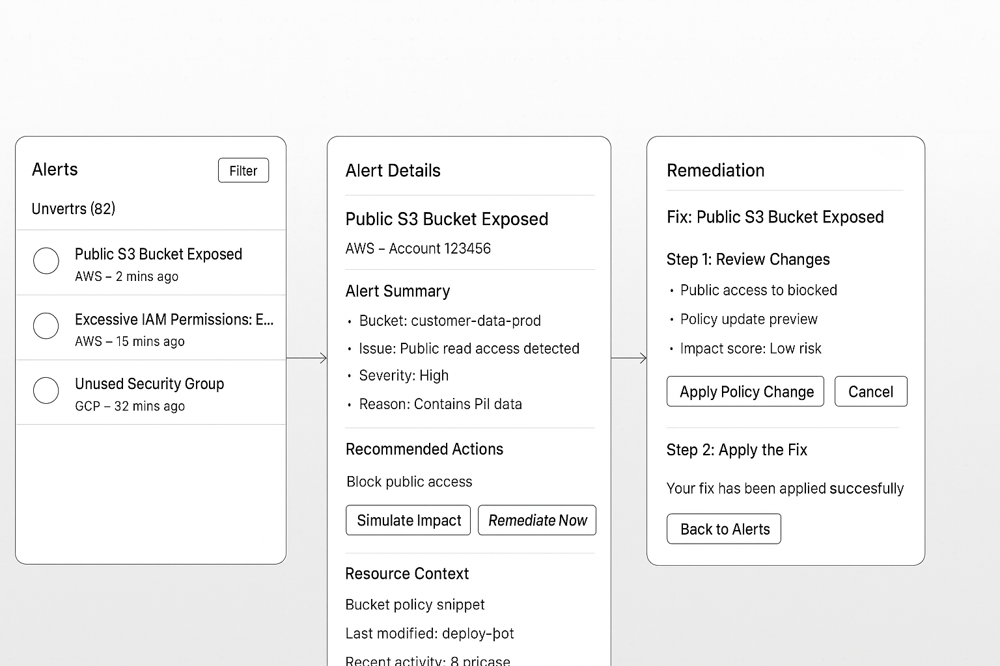 Alerts
Filter
Unvertrs (82)
Public S3 Bucket Exposed
AWS – 2 mins ago
Excessive IAM Permissions: E...
AWS – 15 mins ago
Unused Security Group
GCP – 32 mins ago
Alert Details
Public S3 Bucket Exposed
AWS – Account 123456
Alert Summary
• Bucket: customer-data-prod
• Issue: Public read access detected
• Severity: High
• Reason: Contains Pil data
Recommended Actions
Block public access
Simulate Impact
Remediate Now
Resource Context
Bucket policy snippet
Last modified: deploy-þot
Recent activity: 8 pricase
Remediation
Fix: Public S3 Bucket Exposed
Step 1: Review Changes
• Public access to biocked
• Policy update preview
• Impact score: Low risk
Apply Policy Change
Cancel
Step 2: Apply the Fix
Your fix has been applied succesfully
Back to Alerts